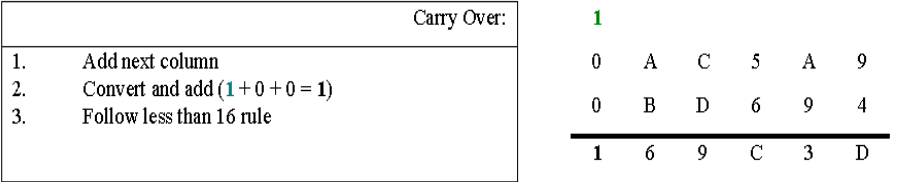 Carry Over:
1. Add next column
2. Convert and add (1 + 0 + 0 = 1)
3. Follow less than 16 rule
1
0 A C 5 A 9
0 B D 6 9 4
1 6 9 C 3 D